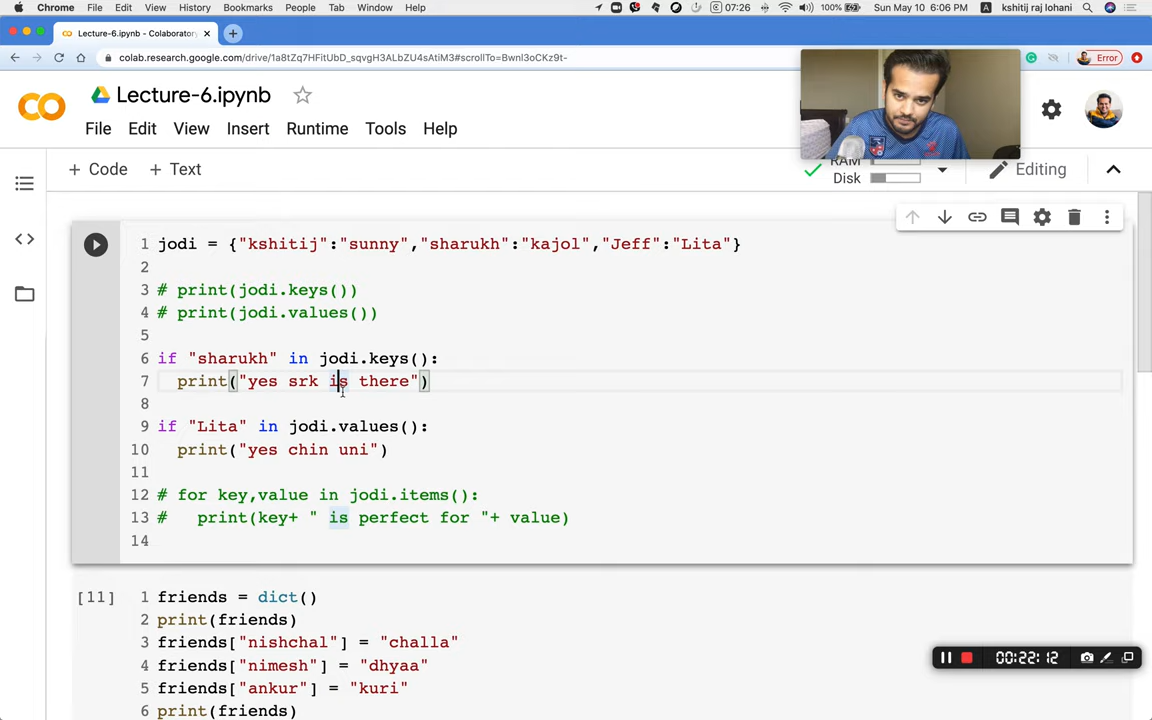 Chrome File Edit View History Bookmarks People Tab Window Help 07:26 100% Sun May 10 6:06 PM kshitij raj lohani
Lecture-6.ipynb - Colaborator
colab.research.google.com/drive/1a8tZq7HFitUbD_sqvgH3ALbZU4sAtiM3#scrollTo=BwnI3oCKz9t- Error
CO Lecture-6.ipynb
File Edit View Insert Runtime Tools Help
+ Code + Text RAM Disk Editing
1 jodi = {"kshitij":"sunny","sharukh":"kajol","Jeff":"Lita"}
2
3 # print(jodi.keys())
4 # print(jodi.values())
5
6 if "sharukh" in jodi.keys():
7 print("yes srk is there")
8
9 if "Lita" in jodi.values():
10 print("yes chin uni")
11
12 # for key,value in jodi.items():
13 # print(key+ " is perfect for "+ value)
14
[11] 1 friends = dict()
2 print(friends)
3 friends["nishchal"] = "challa"
4 friends["nimesh"] = "dhyaa"
5 friends["ankur"] = "kuri"
6 print(friends)
00:22:12